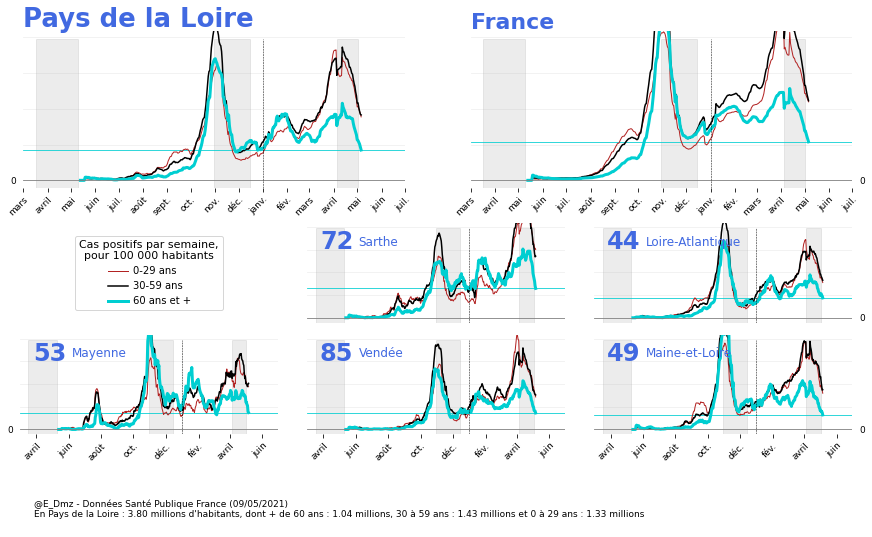 Pays de la Loire
France
0
mars avril mai juin juil. août sept. oct. nov. déc. janv. fév. mars avril mai juin juil.
mars avril mai juin juil. août sept. oct. nov. déc. janv. fév. mars avril mai juin juil.
0
Cas positifs par semaine,
pour 100 000 habitants
0-29 ans
30-59 ans
60 ans et +
72 Sarthe
44 Loire-Atlantique
0
53 Mayenne
85 Vendée
49 Maine-et-Loire
0
0
avril juin août oct. déc. fév. avril juin
avril juin août oct. déc. fév. avril juin
avril juin août oct. déc. fév. avril juin
@E_Dmz - Données Santé Publique France (09/05/2021)
En Pays de la Loire : 3.80 millions d'habitants, dont + de 60 ans : 1.04 millions, 30 à 59 ans : 1.43 millions et 0 à 29 ans : 1.33 millions